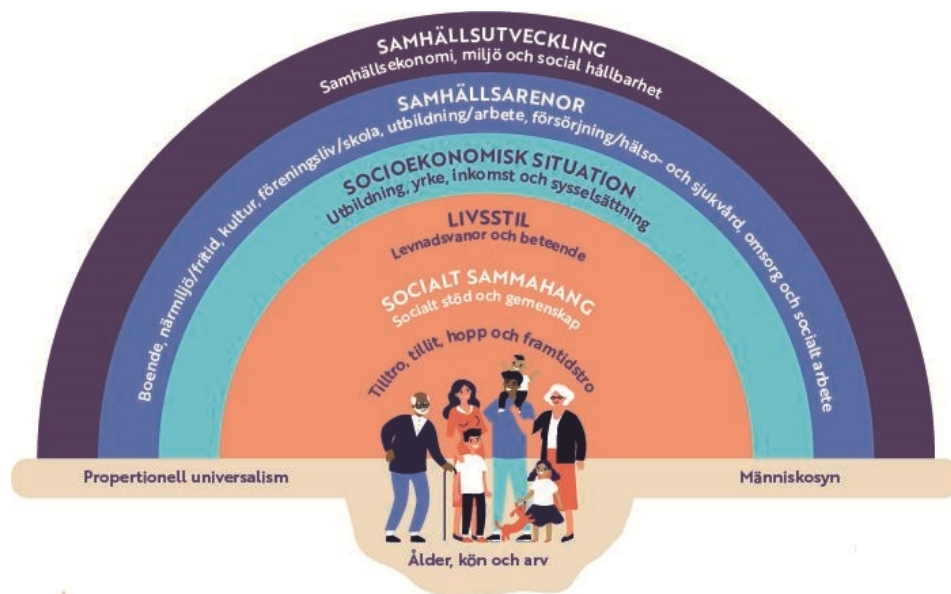 SAMHÄLLSUTVECKLING
Samhällsekonomi, miljö och social hållbarhet
SAMHÄLLSARENOR
Boende, närmiljö/fritid, kultur, föreningsliv/skola, utbildning/arbete, försörjning/hälso- och sjukvård, omsorg och socialt arbete
SOCIOEKONOMISK SITUATION
Utbildning, yrke, inkomst och sysselsättning
LIVSSTIL
Levnadsvanor och beteende
SOCIALT SAMMAHANG
Socialt stöd och gemenskap
Tilltro, tillit, hopp och framtidstro
Propertionell universalism
Människosyn
Ålder, kön och arv